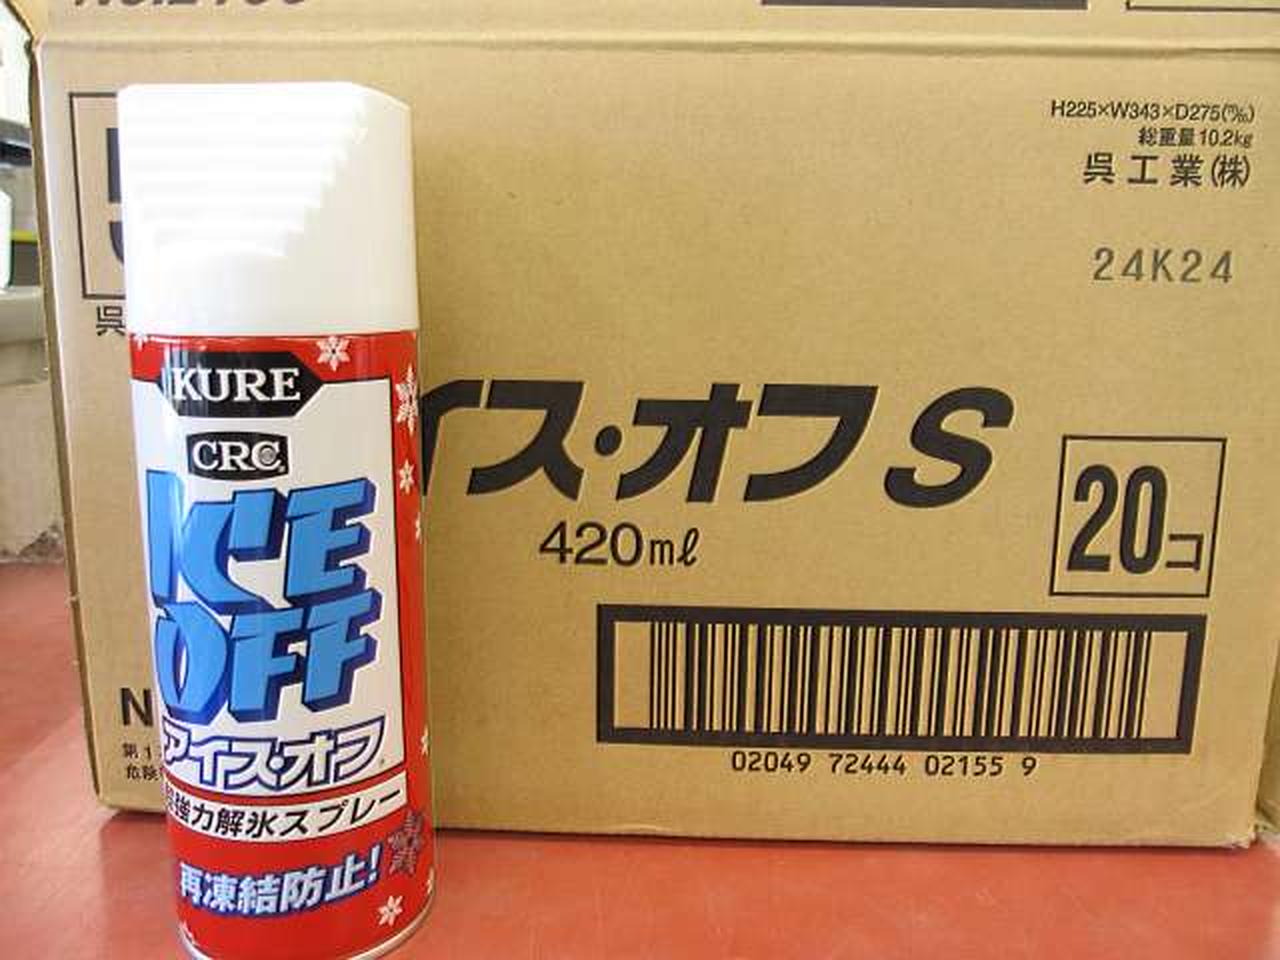 H225×W343×D275(㎜)
総重量10.2kg
呉工業(株)
24K24
呉
イス・オフS
420mℓ
20コ
02049 72444 02155 9
KURE
CRC
ICE
OFF
アイス・オフ
超強力解氷スプレー
再凍結防止!